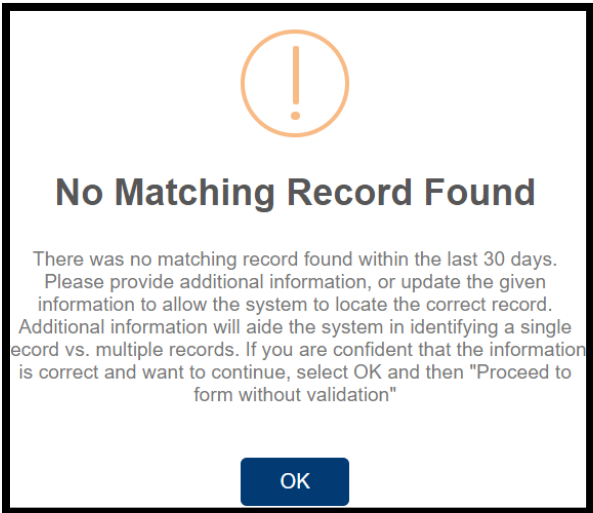 No Matching Record Found
There was no matching record found within the last 30 days.
Please provide additional information, or update the given
information to allow the system to locate the correct record.
Additional information will aide the system in identifying a single
ecord vs. multiple records. If you are confident that the information
is correct and want to continue, select OK and then "Proceed to
form without validation"
OK